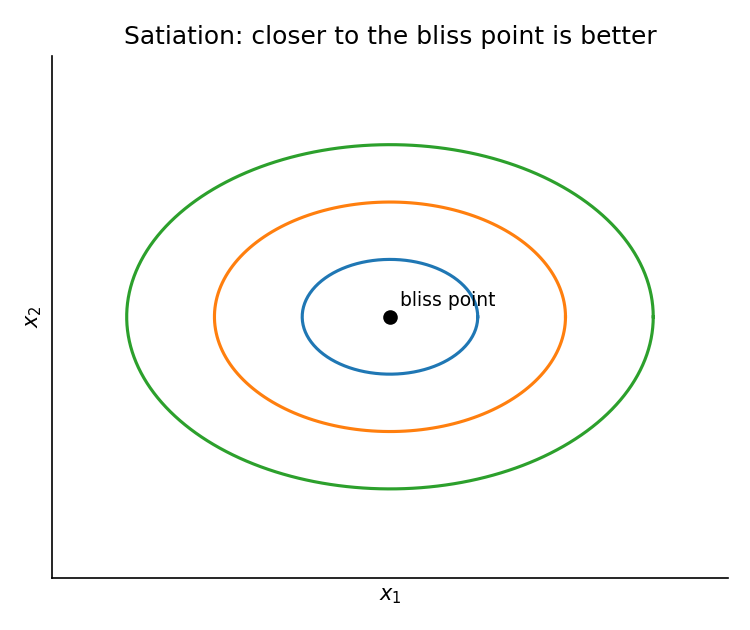 Satiation: closer to the bliss point is better
bliss point
x₂
x₁